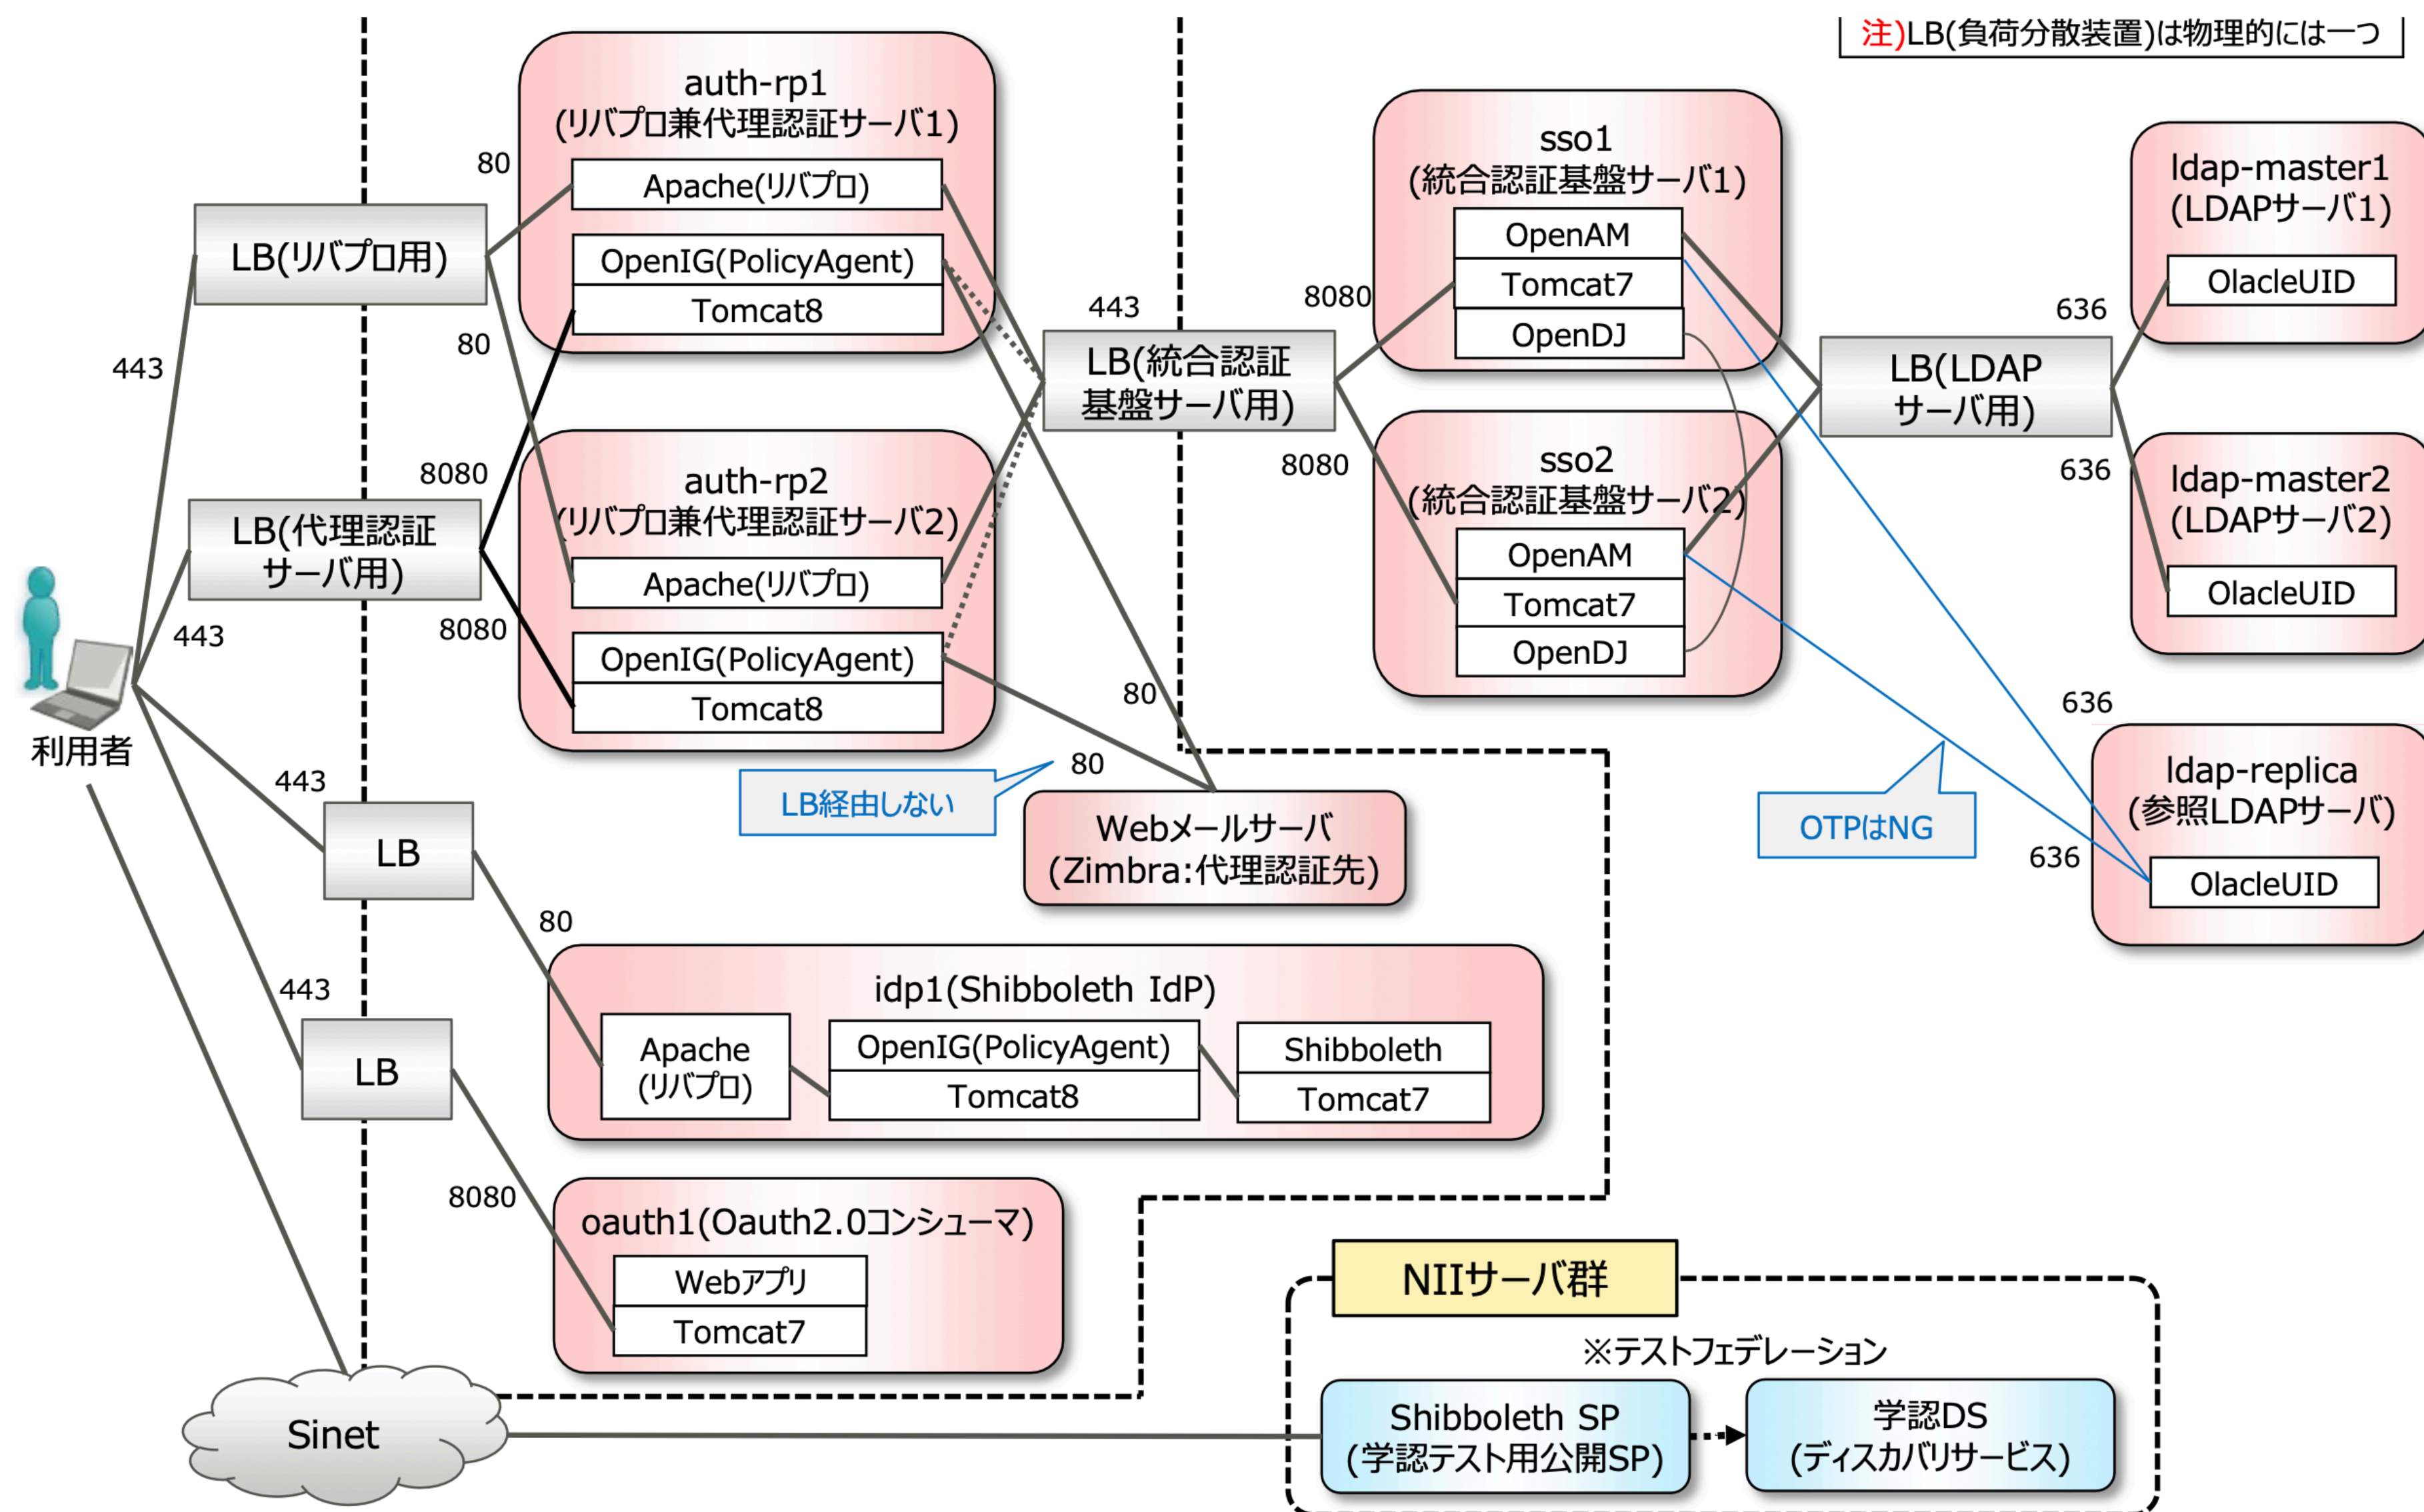 注)LB(負荷分散装置)は物理的には一つ
auth-rp1
(リバプロ兼代理認証サーバ1)
80
Apache(リバプロ)
OpenIG(PolicyAgent)
Tomcat8
LB(リバプロ用)
80
443
auth-rp2
(リバプロ兼代理認証サーバ2)
8080
Apache(リバプロ)
OpenIG(PolicyAgent)
Tomcat8
LB(代理認証
サーバ用)
8080
443
利用者
443
LB(統合認証
基盤サーバ用)
8080
8080
sso1
(統合認証基盤サーバ1)
OpenAM
Tomcat7
OpenDJ
sso2
(統合認証基盤サーバ2)
OpenAM
Tomcat7
OpenDJ
LB(LDAP
サーバ用)
636
636
ldap-master1
(LDAPサーバ1)
OlacleUID
ldap-master2
(LDAPサーバ2)
OlacleUID
636
ldap-replica
(参照LDAPサーバ)
636
OlacleUID
OTPはNG
80
80
LB経由しない
Webメールサーバ
(Zimbra:代理認証先)
443
LB
80
idp1(Shibboleth IdP)
Apache
(リバプロ)
OpenIG(PolicyAgent)
Tomcat8
Shibboleth
Tomcat7
443
LB
8080
oauth1(Oauth2.0コンシューマ)
Webアプリ
Tomcat7
Sinet
NIIサーバ群
※テストフェデレーション
Shibboleth SP
(学認テスト用公開SP)
学認DS
(ディスカバリサービス)